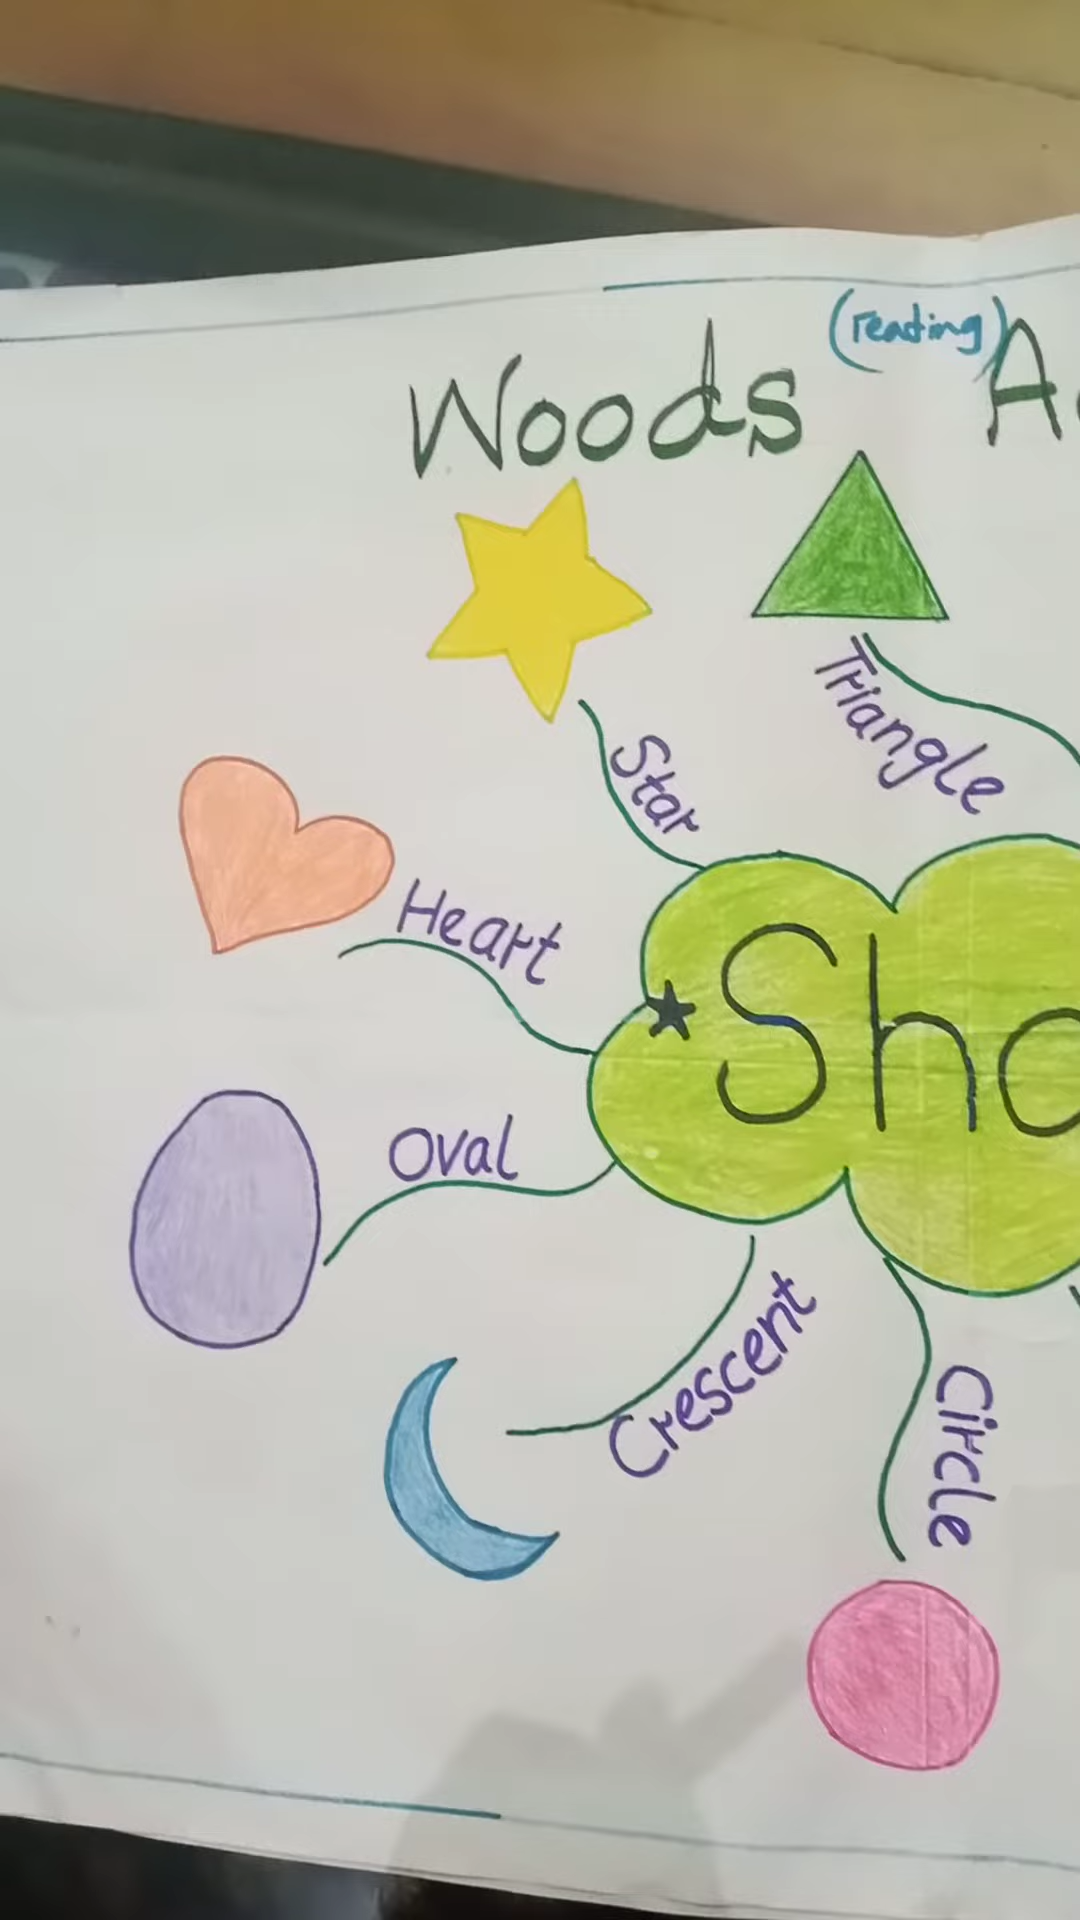 (reading)
Woods
Star
Triangle
Heart
Sho
Oval
Crescent
Circle